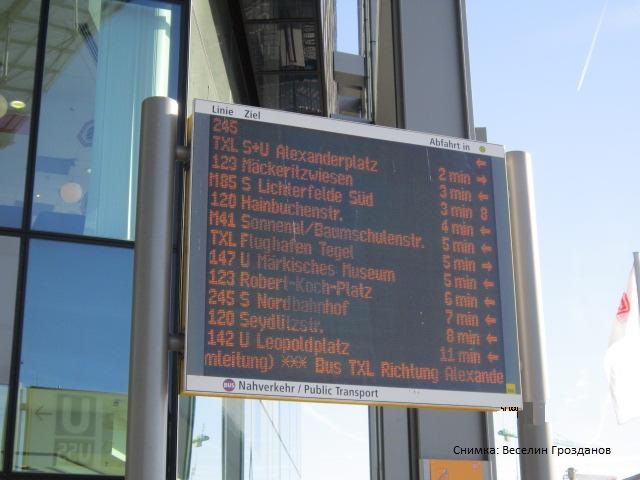 Linie Ziel Abfahrt in
245 ←
TXL S+U Alexanderplatz 2 min →
123 Mäckeritzwiesen 3 min ←
M85 S Lichterfelde Süd 3 min 8
120 Hainbuchenstr. 4 min ←
M41 Sonnenal/Baumschulenstr. 5 min ←
TXL Flughafen Tegel 5 min →
147 U Märkisches Museum 5 min ←
123 Robert-Koch-Platz 6 min ←
245 S Nordbahnhof 7 min ←
120 Seydlitzstr. 8 min ←
142 U Leopoldplatz 11 min ←
mleitung) *** Bus TXL Richtung Alexande
BUS Nahverkehr / Public Transport
Снимка: Веселин Грозданов